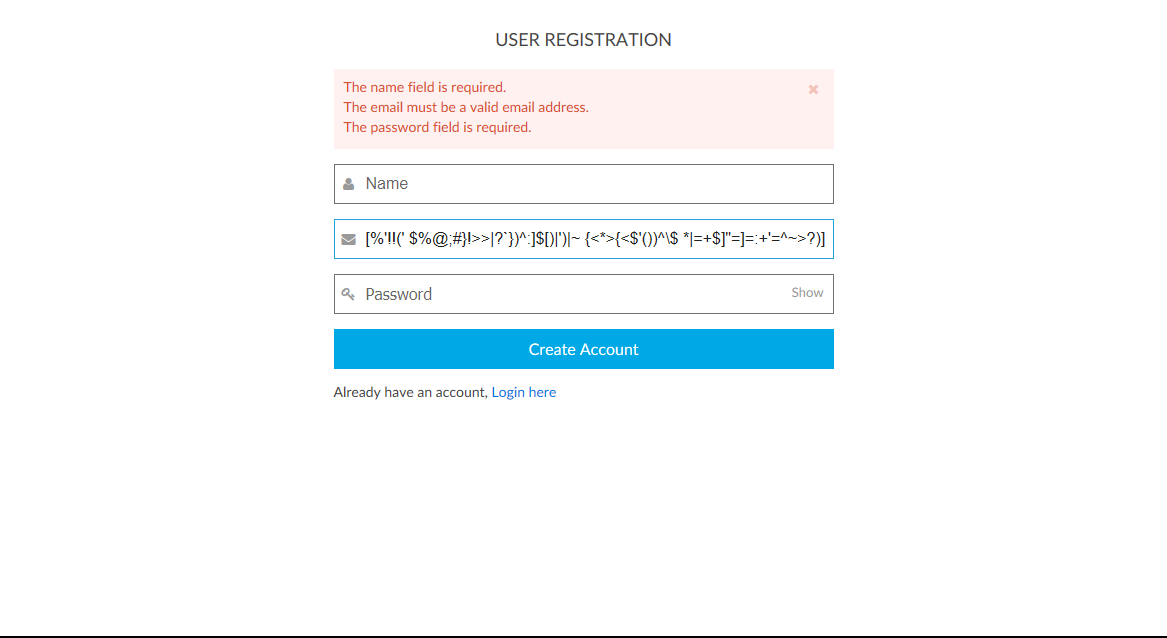 USER REGISTRATION
The name field is required.
The email must be a valid email address.
The password field is required.
Name
[%'!!(' $%@;#}!>>|?`})^:]$[)|')|~ {<*>{<$'())^\$ *|=+$]"=]=:+'=^~>?)]
Password
Show
Create Account
Already have an account, Login here